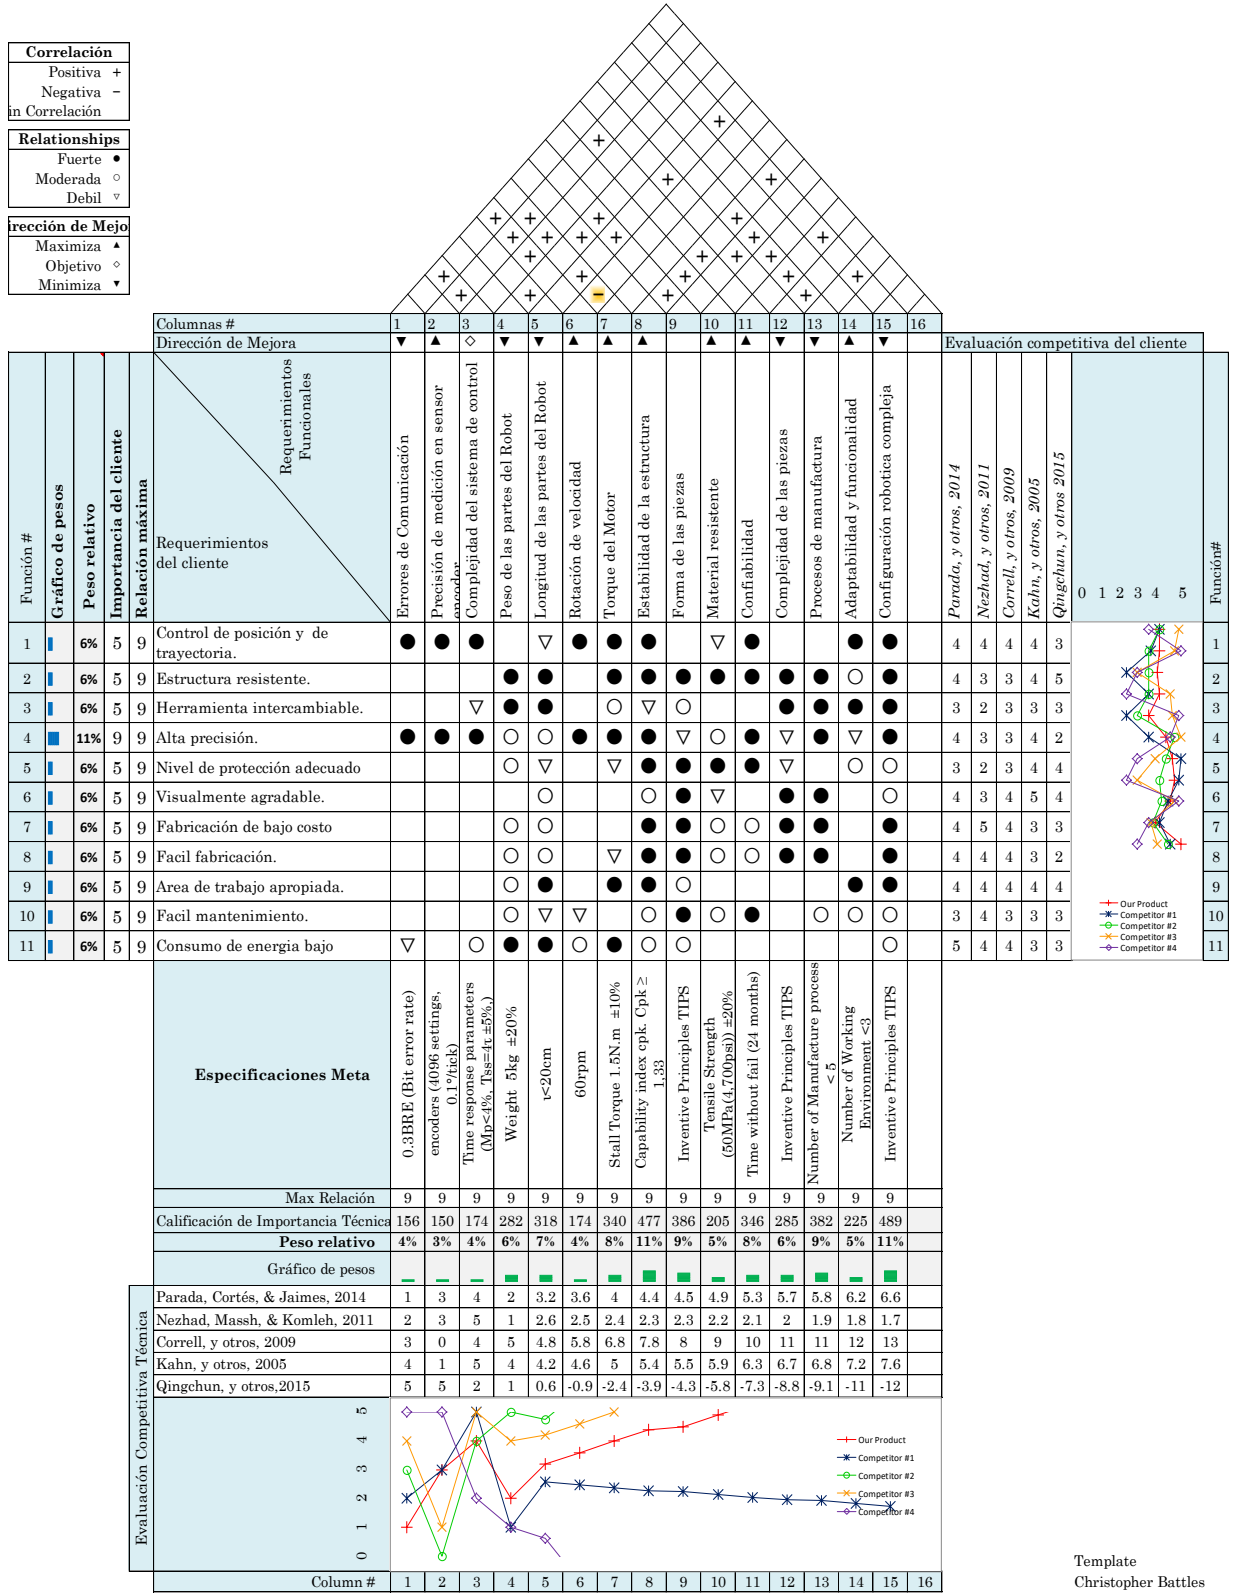 Correlación
Positiva +
Negativa −
in Correlación
Relationships
Fuerte ●
Moderada ○
Debil ▽
irección de Mejo
Maximiza ▲
Objetivo ◇
Minimiza ▼
Columnas # 1 2 3 4 5 6 7 8 9 10 11 12 13 14 15 16
Dirección de Mejora ▼ ▲ ◇ ▼ ▼ ▲ ▲ ▲ ▲ ▲ ▼ ▼ ▲ ▼
Evaluación competitiva del cliente
Función #
Gráfico de pesos
Peso relativo
Importancia del cliente
Relación máxima
Requerimientos
Funcionales
Requerimientos
del cliente
Errores de Comunicación
Precisión de medición en sensor
encoder
Complejidad del sistema de control
Peso de las partes del Robot
Longitud de las partes del Robot
Rotación de velocidad
Torque del Motor
Estabilidad de la estructura
Forma de las piezas
Material resistente
Confiabilidad
Complejidad de las piezas
Procesos de manufactura
Adaptabilidad y funcionalidad
Configuración robotica compleja
Parada, y otros, 2014
Nezhad, y otros, 2011
Correll, y otros, 2009
Kahn, y otros, 2005
Qingchun, y otros 2015
0 1 2 3 4 5
Función#
1 6% 5 9 Control de posición y de
trayectoria. ● ● ● ▽ ● ● ● ▽ ● ● ● 4 4 4 4 3 1
2 6% 5 9 Estructura resistente. ● ● ● ● ● ● ● ● ● ○ ● 4 3 3 4 5 2
3 6% 5 9 Herramienta intercambiable. ▽ ● ● ○ ▽ ○ ● ● ● ● 3 2 3 3 3 3
4 11% 9 9 Alta precisión. ● ● ● ○ ○ ● ● ● ▽ ○ ● ▽ ● ▽ ● 4 3 3 4 2 4
5 6% 5 9 Nivel de protección adecuado ○ ▽ ▽ ● ● ● ● ▽ ○ ○ 3 2 3 4 4 5
6 6% 5 9 Visualmente agradable. ○ ○ ● ▽ ● ● ○ 4 3 4 5 4 6
7 6% 5 9 Fabricación de bajo costo ○ ○ ● ● ○ ○ ● ● ● 4 5 4 3 3 7
8 6% 5 9 Facil fabricación. ○ ○ ▽ ● ● ○ ○ ● ● ● 4 4 4 3 2 8
9 6% 5 9 Area de trabajo apropiada. ○ ● ● ● ○ ● ● 4 4 4 4 4 9
10 6% 5 9 Facil mantenimiento. ○ ▽ ▽ ○ ● ○ ● ○ ○ ○ 3 4 3 3 3 10
11 6% 5 9 Consumo de energia bajo ▽ ○ ● ● ○ ● ○ ○ ○ 5 4 4 3 3 11
Our Product
Competitor #1
Competitor #2
Competitor #3
Competitor #4
Especificaciones Meta
0.3BRE (Bit error rate)
encoders (4096 settings,
0.1°/tick)
Time response parameters
(Mp<4%, Tss=4τ ±5%,)
Weight 5kg ±20%
ι<20cm
60rpm
Stall Torque 1.5N.m ±10%
Capability index cpk. Cpk ≥
1,33
Inventive Principles TIPS
Tensile Strength
(50MPa(4,700psi)) ±20%
Time without fail (24 months)
Inventive Principles TIPS
Number of Manufacture process
< 5
Number of Working
Environment <3
Inventive Principles TIPS
Max Relación 9 9 9 9 9 9 9 9 9 9 9 9 9 9 9
Calificación de Importancia Técnica 156 150 174 282 318 174 340 477 386 205 346 285 382 225 489
Peso relativo 4% 3% 4% 6% 7% 4% 8% 11% 9% 5% 8% 6% 9% 5% 11%
Gráfico de pesos
Evaluación Competitiva Técnica
Parada, Cortés, & Jaimes, 2014 1 3 4 2 3.2 3.6 4 4.4 4.5 4.9 5.3 5.7 5.8 6.2 6.6
Nezhad, Massh, & Komleh, 2011 2 3 5 1 2.6 2.5 2.4 2.3 2.3 2.2 2.1 2 1.9 1.8 1.7
Correll, y otros, 2009 3 0 4 5 4.8 5.8 6.8 7.8 8 9 10 11 11 12 13
Kahn, y otros, 2005 4 1 5 4 4.2 4.6 5 5.4 5.5 5.9 6.3 6.7 6.8 7.2 7.6
Qingchun, y otros,2015 5 5 2 1 0.6 -0.9 -2.4 -3.9 -4.3 -5.8 -7.3 -8.8 -9.1 -11 -12
5
4
3
2
1
0
Our Product
Competitor #1
Competitor #2
Competitor #3
Competitor #4
Column # 1 2 3 4 5 6 7 8 9 10 11 12 13 14 15 16
Template
Christopher Battles